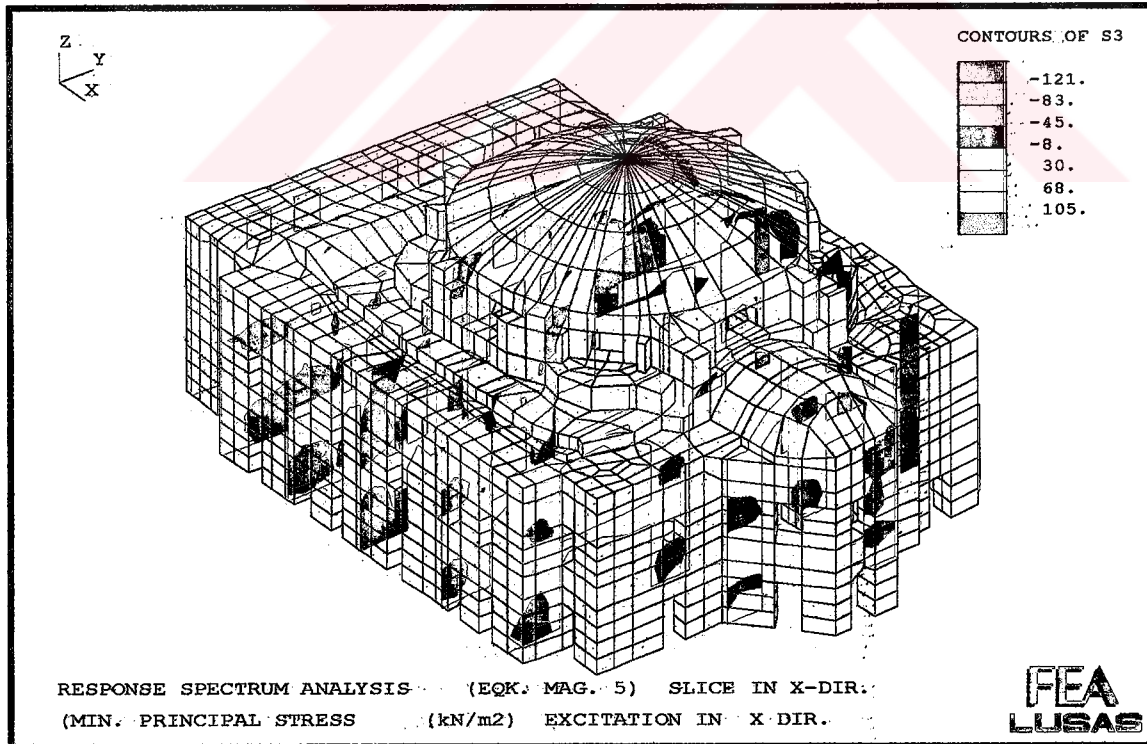 Z
Y
X
CONTOURS OF S3
-121.
-83.
-45.
-8.
30.
68.
105.
RESPONSE SPECTRUM ANALYSIS (EQK. MAG. 5) SLICE IN X-DIR.
(MIN. PRINCIPAL STRESS (kN/m2) EXCITATION IN X DIR.
FEA
LUSAS